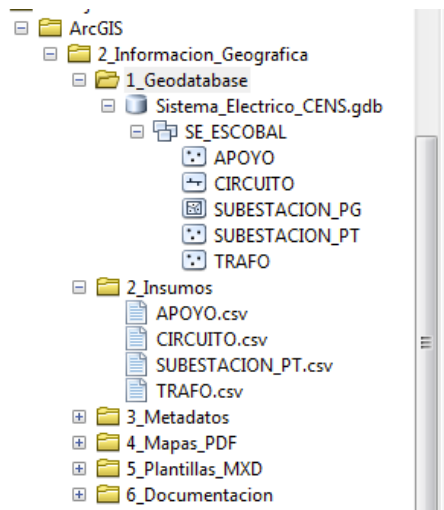 ArcGIS
2_Informacion_Geografica
1_Geodatabase
Sistema_Electrico_CENS.gdb
SE_ESCOBAL
APOYO
CIRCUITO
SUBESTACION_PG
SUBESTACION_PT
TRAFO
2_Insumos
APOYO.csv
CIRCUITO.csv
SUBESTACION_PT.csv
TRAFO.csv
3_Metadatos
4_Mapas_PDF
5_Plantillas_MXD
6_Documentacion